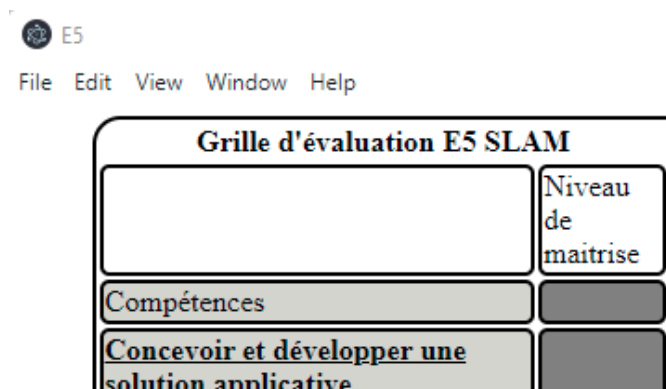 E5
File Edit View Window Help
Grille d'évaluation E5 SLAM
Niveau
de
maitrise
Compétences
Concevoir et développer une
solution applicative